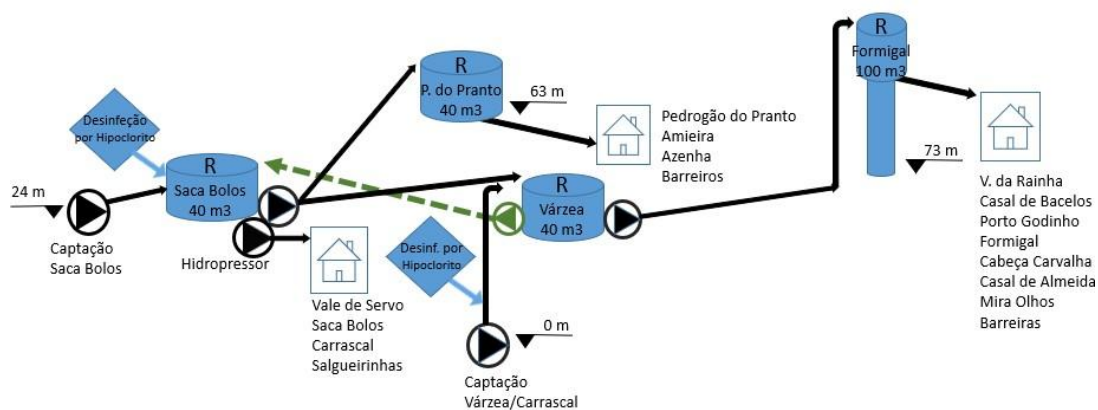 R
Formigal
100 m3
R
P. do Pranto
40 m3
63 m
Desinfeção
por Hipoclorito
Pedrogão do Pranto
Amieira
Azenha
Barreiros
R
Saca Bolos
40 m3
24 m
R
Várzea
40 m3
73 m
V. da Rainha
Casal de Bacelos
Porto Godinho
Formigal
Cabeça Carvalha
Casal de Almeida
Mira Olhos
Barreiras
Captação
Saca Bolos
Hidropressor
Desinf. por
Hipoclorito
Vale de Servo
Saca Bolos
Carrascal
Salgueirinhas
0 m
Captação
Várzea/Carrascal